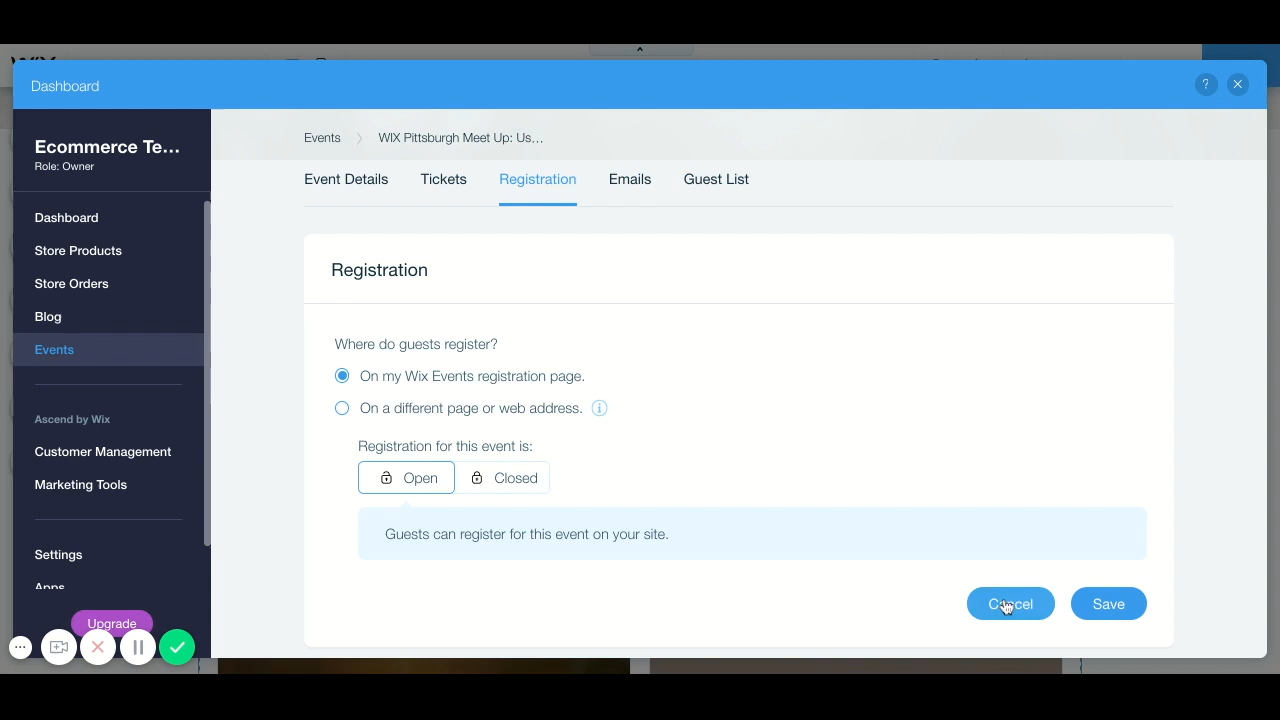 Dashboard
?
Ecommerce Te...
Role: Owner
Dashboard
Store Products
Store Orders
Blog
Events
Ascend by Wix
Customer Management
Marketing Tools
Settings
Apps
Upgrade
Events
WIX Pittsburgh Meet Up: Us...
Event Details
Tickets
Registration
Emails
Guest List
Registration
Where do guests register?
On my Wix Events registration page.
On a different page or web address.
Registration for this event is:
Open
Closed
Guests can register for this event on your site.
Cancel
Save